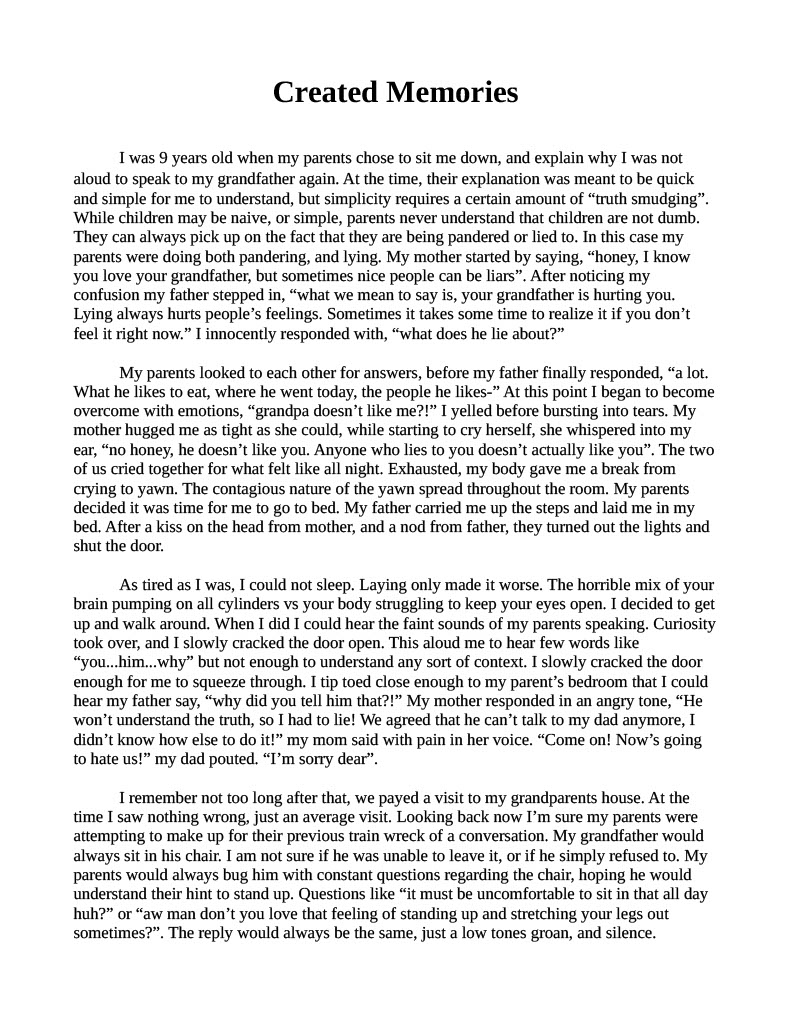 Created Memories
I was 9 years old when my parents chose to sit me down, and explain why I was not
aloud to speak to my grandfather again. At the time, their explanation was meant to be quick
and simple for me to understand, but simplicity requires a certain amount of “truth smudging”.
While children may be naive, or simple, parents never understand that children are not dumb.
They can always pick up on the fact that they are being pandered or lied to. In this case my
parents were doing both pandering, and lying. My mother started by saying, “honey, I know
you love your grandfather, but sometimes nice people can be liars”. After noticing my
confusion my father stepped in, “what we mean to say is, your grandfather is hurting you.
Lying always hurts people’s feelings. Sometimes it takes some time to realize it if you don’t
feel it right now.” I innocently responded with, “what does he lie about?”
My parents looked to each other for answers, before my father finally responded, “a lot.
What he likes to eat, where he went today, the people he likes-” At this point I began to become
overcome with emotions, “grandpa doesn’t like me?!” I yelled before bursting into tears. My
mother hugged me as tight as she could, while starting to cry herself, she whispered into my
ear, “no honey, he doesn’t like you. Anyone who lies to you doesn’t actually like you”. The two
of us cried together for what felt like all night. Exhausted, my body gave me a break from
crying to yawn. The contagious nature of the yawn spread throughout the room. My parents
decided it was time for me to go to bed. My father carried me up the steps and laid me in my
bed. After a kiss on the head from mother, and a nod from father, they turned out the lights and
shut the door.
As tired as I was, I could not sleep. Laying only made it worse. The horrible mix of your
brain pumping on all cylinders vs your body struggling to keep your eyes open. I decided to get
up and walk around. When I did I could hear the faint sounds of my parents speaking. Curiosity
took over, and I slowly cracked the door open. This aloud me to hear few words like
“you...him...why” but not enough to understand any sort of context. I slowly cracked the door
enough for me to squeeze through. I tip toed close enough to my parent’s bedroom that I could
hear my father say, “why did you tell him that?!” My mother responded in an angry tone, “He
won’t understand the truth, so I had to lie! We agreed that he can’t talk to my dad anymore, I
didn’t know how else to do it!” my mom said with pain in her voice. “Come on! Now’s going
to hate us!” my dad pouted. “I’m sorry dear”.
I remember not too long after that, we payed a visit to my grandparents house. At the
time I saw nothing wrong, just an average visit. Looking back now I’m sure my parents were
attempting to make up for their previous train wreck of a conversation. My grandfather would
always sit in his chair. I am not sure if he was unable to leave it, or if he simply refused to. My
parents would always bug him with constant questions regarding the chair, hoping he would
understand their hint to stand up. Questions like “it must be uncomfortable to sit in that all day
huh?” or “aw man don’t you love that feeling of standing up and stretching your legs out
sometimes?”. The reply would always be the same, just a low tones groan, and silence.